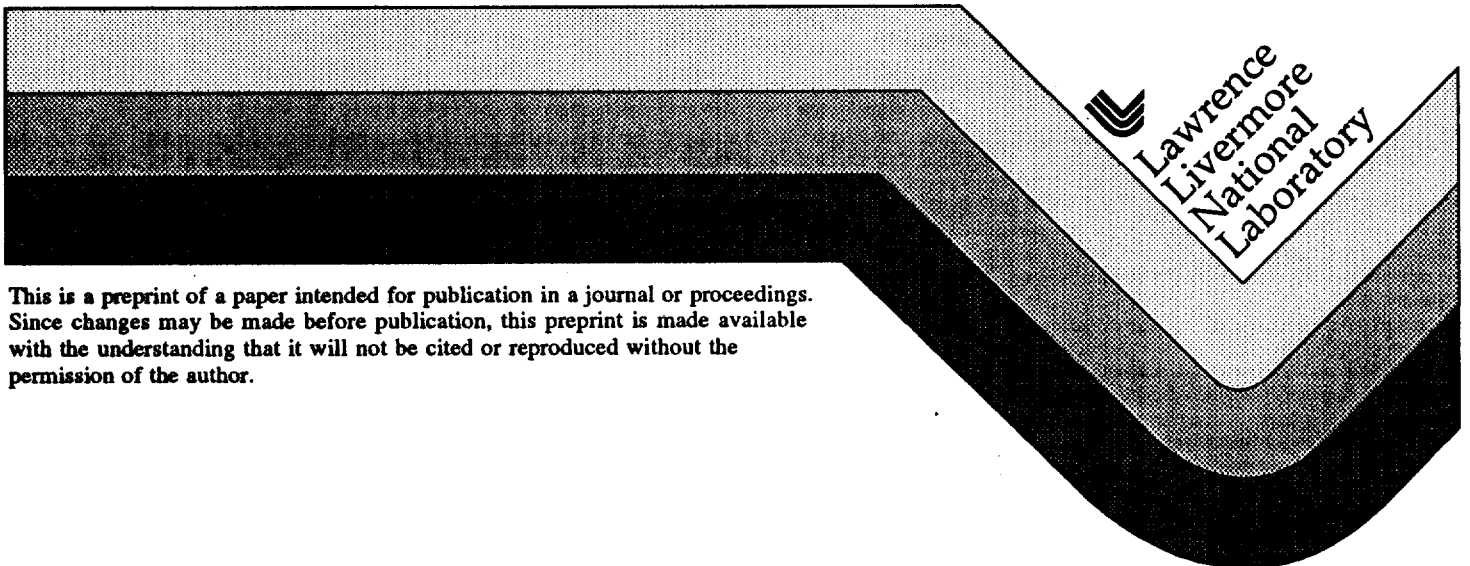 Lawrence
Livermore
National
Laboratory
This is a preprint of a paper intended for publication in a journal or proceedings.
Since changes may be made before publication, this preprint is made available
with the understanding that it will not be cited or reproduced without the
permission of the author.